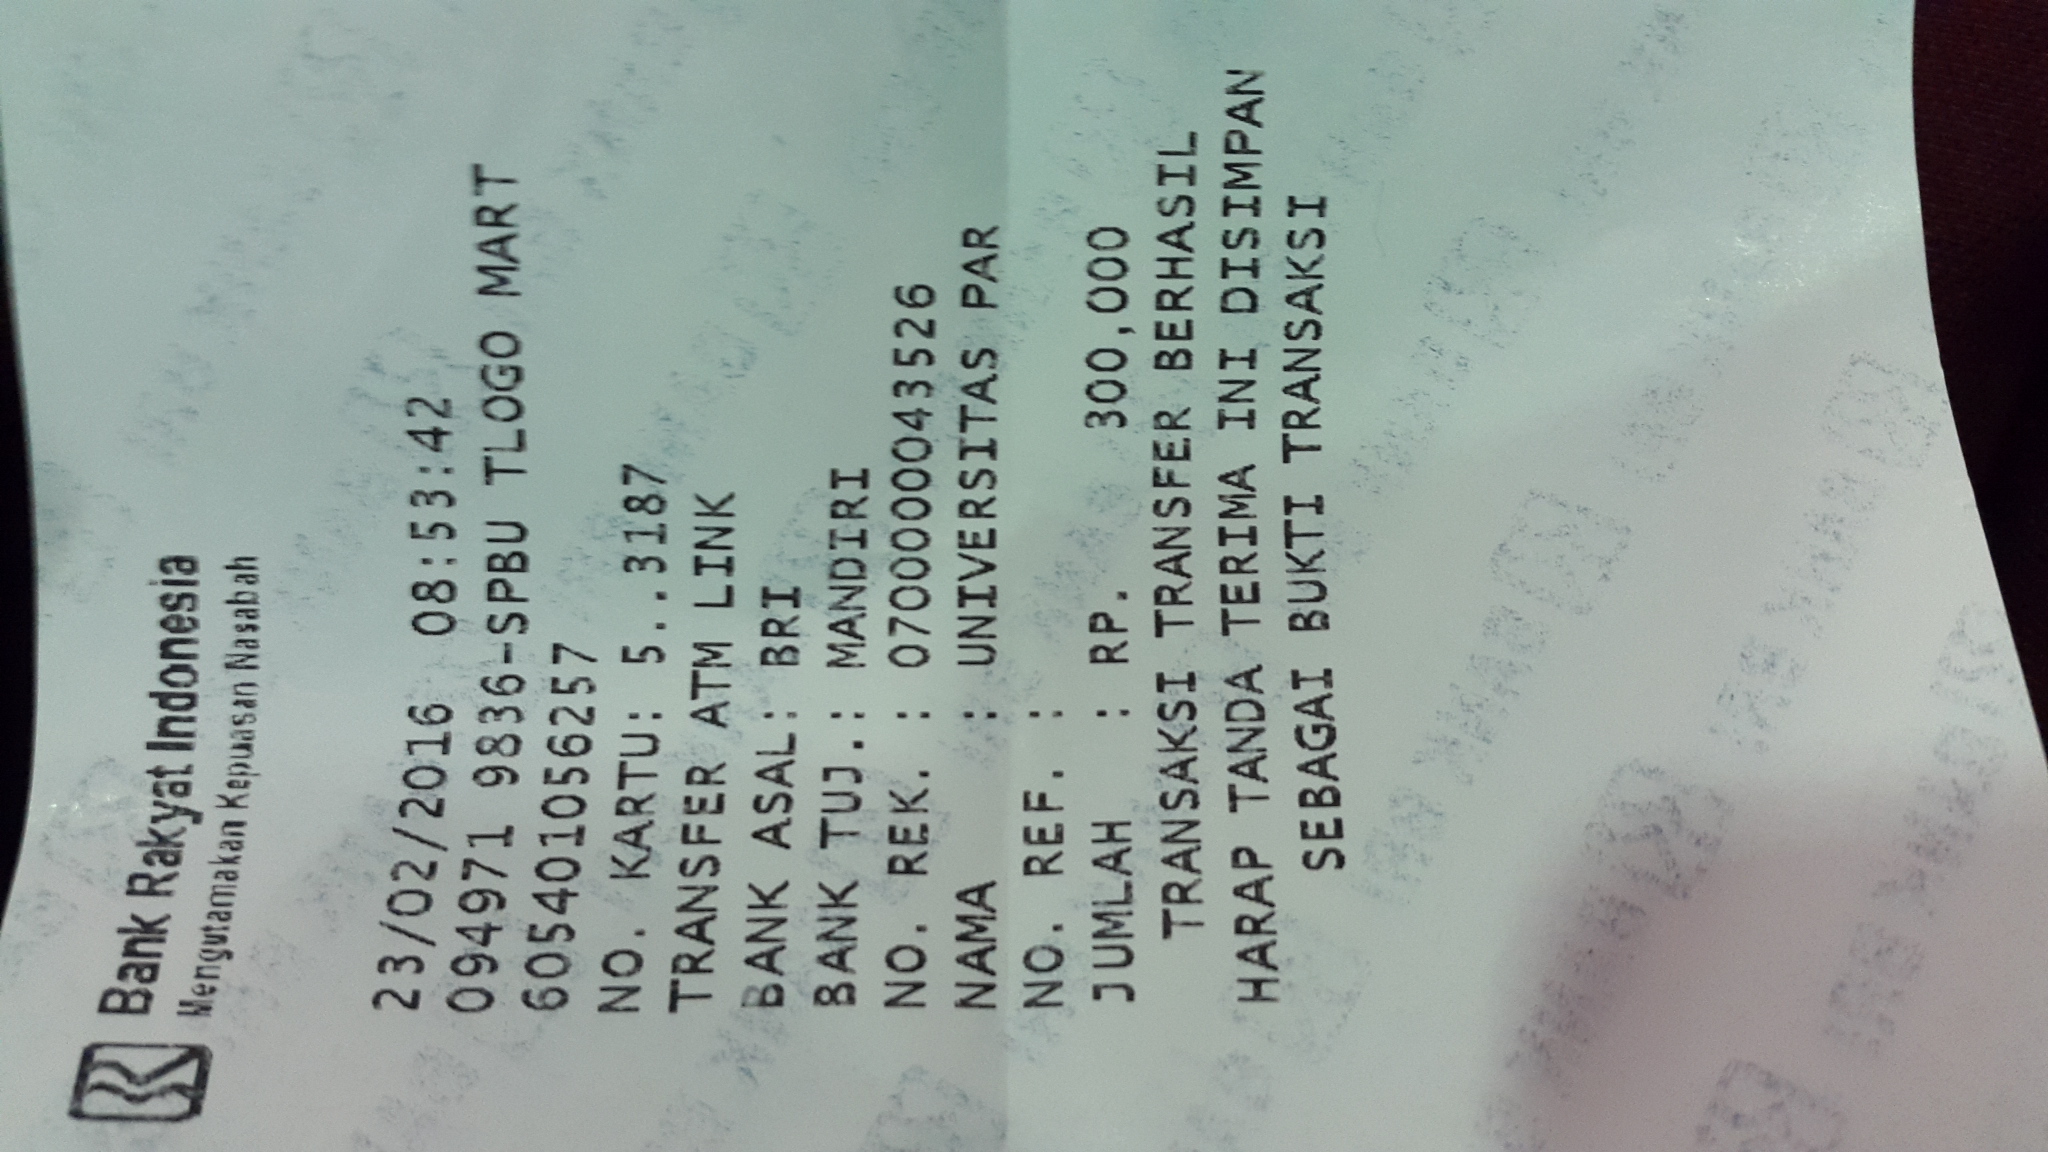 Bank Rakyat Indonesia
Mengutamakan Kepuasan Nasabah
23/02/2016 08:53:42
094971 9836-SPBU TLOGO MART
605401056257
NO. KARTU: 5..3187
TRANSFER ATM LINK
BANK ASAL: BRI
BANK TUJ.: MANDIRI
NO. REK. : 0700000043526
NAMA : UNIVERSITAS PAR
NO. REF. :
JUMLAH : RP. 300,000
TRANSAKSI TRANSFER BERHASIL
HARAP TANDA TERIMA INI DISIMPAN
SEBAGAI BUKTI TRANSAKSI